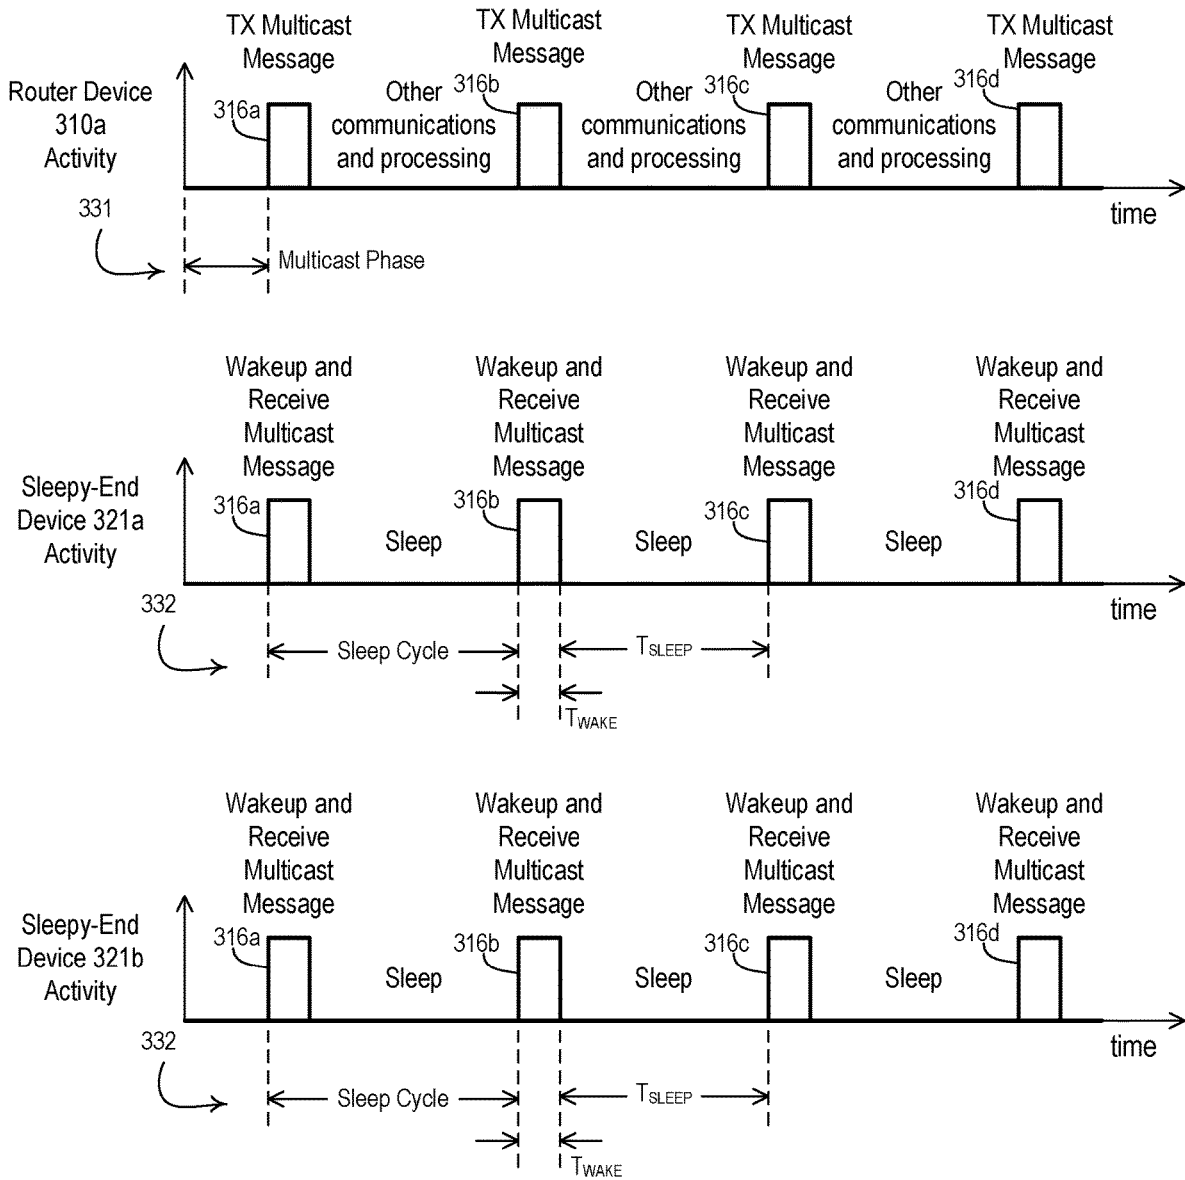 TX Multicast
Message
TX Multicast
Message
TX Multicast
Message
TX Multicast
Message
Router Device
310a
Activity
316a
Other
communications
and processing
316b
Other
communications
and processing
316c
Other
communications
and processing
316d
time
331
Multicast Phase
Wakeup and
Receive
Multicast
Message
Wakeup and
Receive
Multicast
Message
Wakeup and
Receive
Multicast
Message
Wakeup and
Receive
Multicast
Message
Sleepy-End
Device 321a
Activity
316a
Sleep
316b
Sleep
316c
Sleep
316d
time
332
Sleep Cycle
TSLEEP
TWAKE
Wakeup and
Receive
Multicast
Message
Wakeup and
Receive
Multicast
Message
Wakeup and
Receive
Multicast
Message
Wakeup and
Receive
Multicast
Message
Sleepy-End
Device 321b
Activity
316a
Sleep
316b
Sleep
316c
Sleep
316d
time
332
Sleep Cycle
TSLEEP
TWAKE